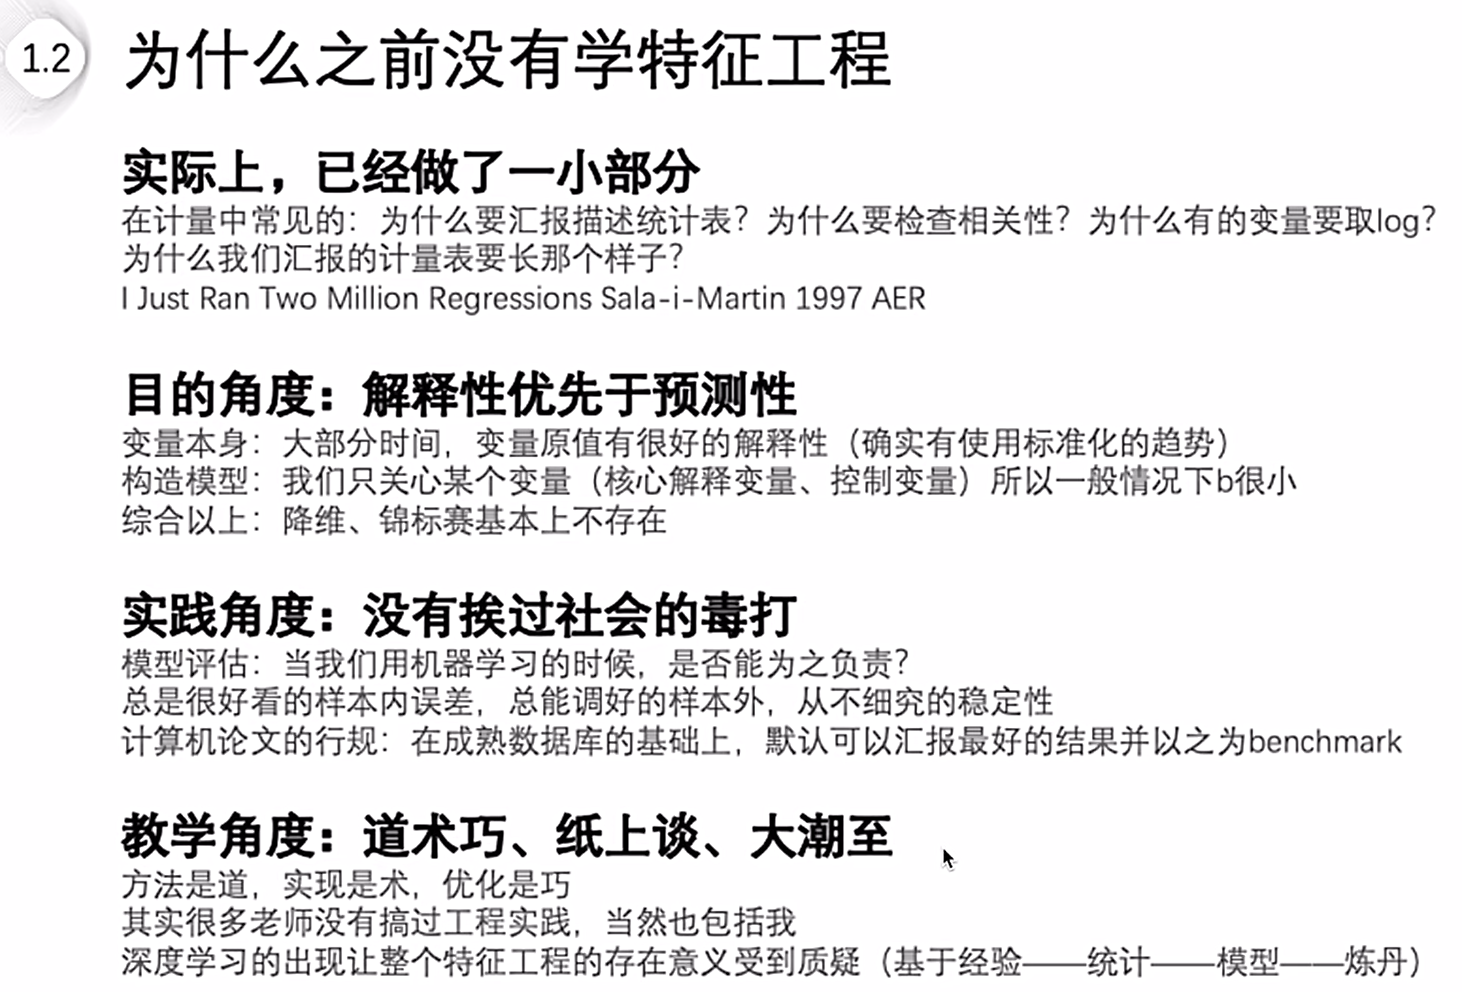 1.2
为什么之前没有学特征工程
实际上，已经做了一小部分
在计量中常见的：为什么要汇报描述统计表？为什么要检查相关性？为什么有的变量要取log？
为什么我们汇报的计量表要长那个样子？
I Just Ran Two Million Regressions Sala-i-Martin 1997 AER
目的角度：解释性优先于预测性
变量本身：大部分时间，变量原值有很好的解释性（确实有使用标准化的趋势）
构造模型：我们只关心某个变量（核心解释变量、控制变量）所以一般情况下b很小
综合以上：降维、锦标赛基本上不存在
实践角度：没有挨过社会的毒打
模型评估：当我们用机器学习的时候，是否能为之负责？
总是很好看的样本内误差，总能调好的样本外，从不细究的稳定性
计算机论文的行规：在成熟数据库的基础上，默认可以汇报最好的结果并以之为benchmark
教学角度：道术巧、纸上谈、大潮至
方法是道，实现是术，优化是巧
其实很多老师没有搞过工程实践，当然也包括我
深度学习的出现让整个特征工程的存在意义受到质疑（基于经验——统计——模型——炼丹）